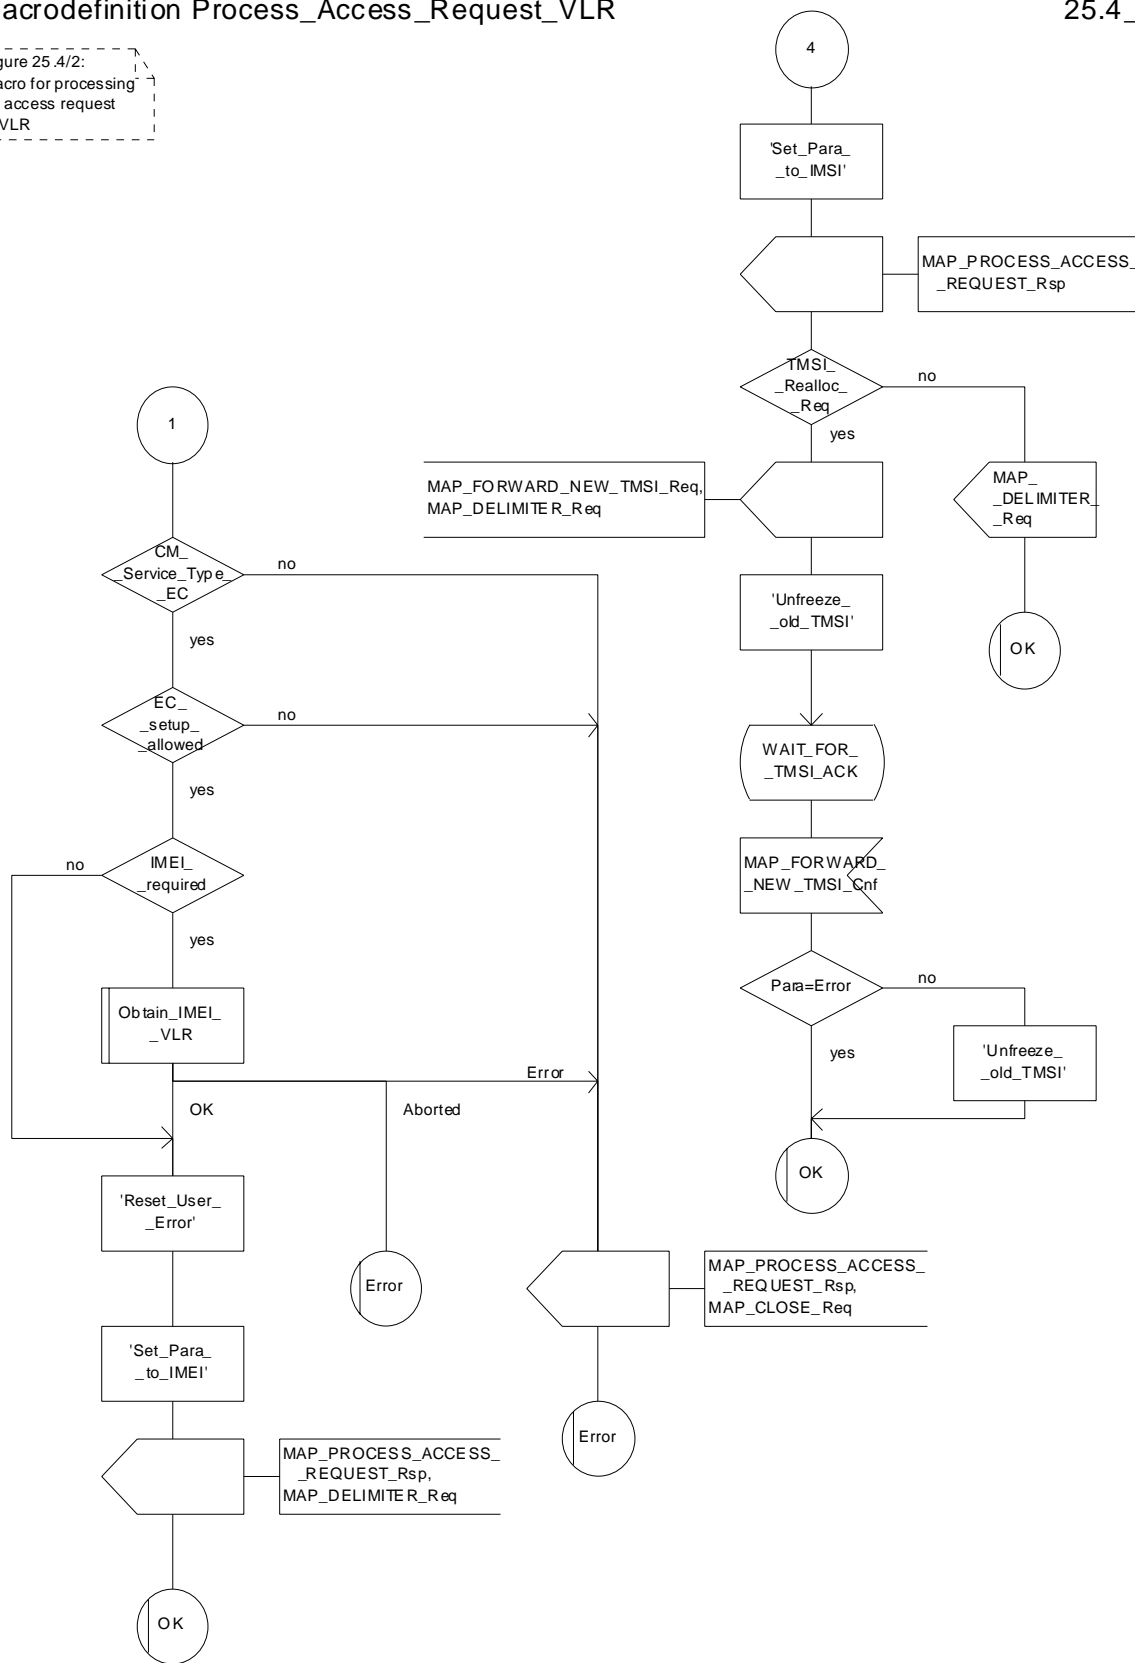 acrodefinition Process_Access_Request_VLR
25.4_
gure 25.4/2:
acro for processing
access request
VLR
4
'Set_Para_
_to_IMSI'
MAP_PROCESS_ACCESS_
_REQUEST_Rsp
TMSI_
_Realloc_
_Req
no
yes
MAP_FORWARD_NEW_TMSI_Req,
MAP_DELIMITER_Req
MAP_
_DELIMITER_
_Req
'Unfreeze_
_old_TMSI'
OK
WAIT_FOR_
_TMSI_ACK
MAP_FORWARD_
_NEW_TMSI_Cnf
Para=Error
no
yes
'Unfreeze_
_old_TMSI'
OK
1
CM_
_Service_Type_
_EC
no
yes
EC_
_setup_
_allowed
no
yes
IMEI_
_required
no
yes
Obtain_IMEI_
_VLR
Error
OK
Aborted
'Reset_User_
_Error'
Error
MAP_PROCESS_ACCESS_
_REQUEST_Rsp,
MAP_CLOSE_Req
'Set_Para_
_to_IMEI'
Error
MAP_PROCESS_ACCESS_
_REQUEST_Rsp,
MAP_DELIMITER_Req
OK